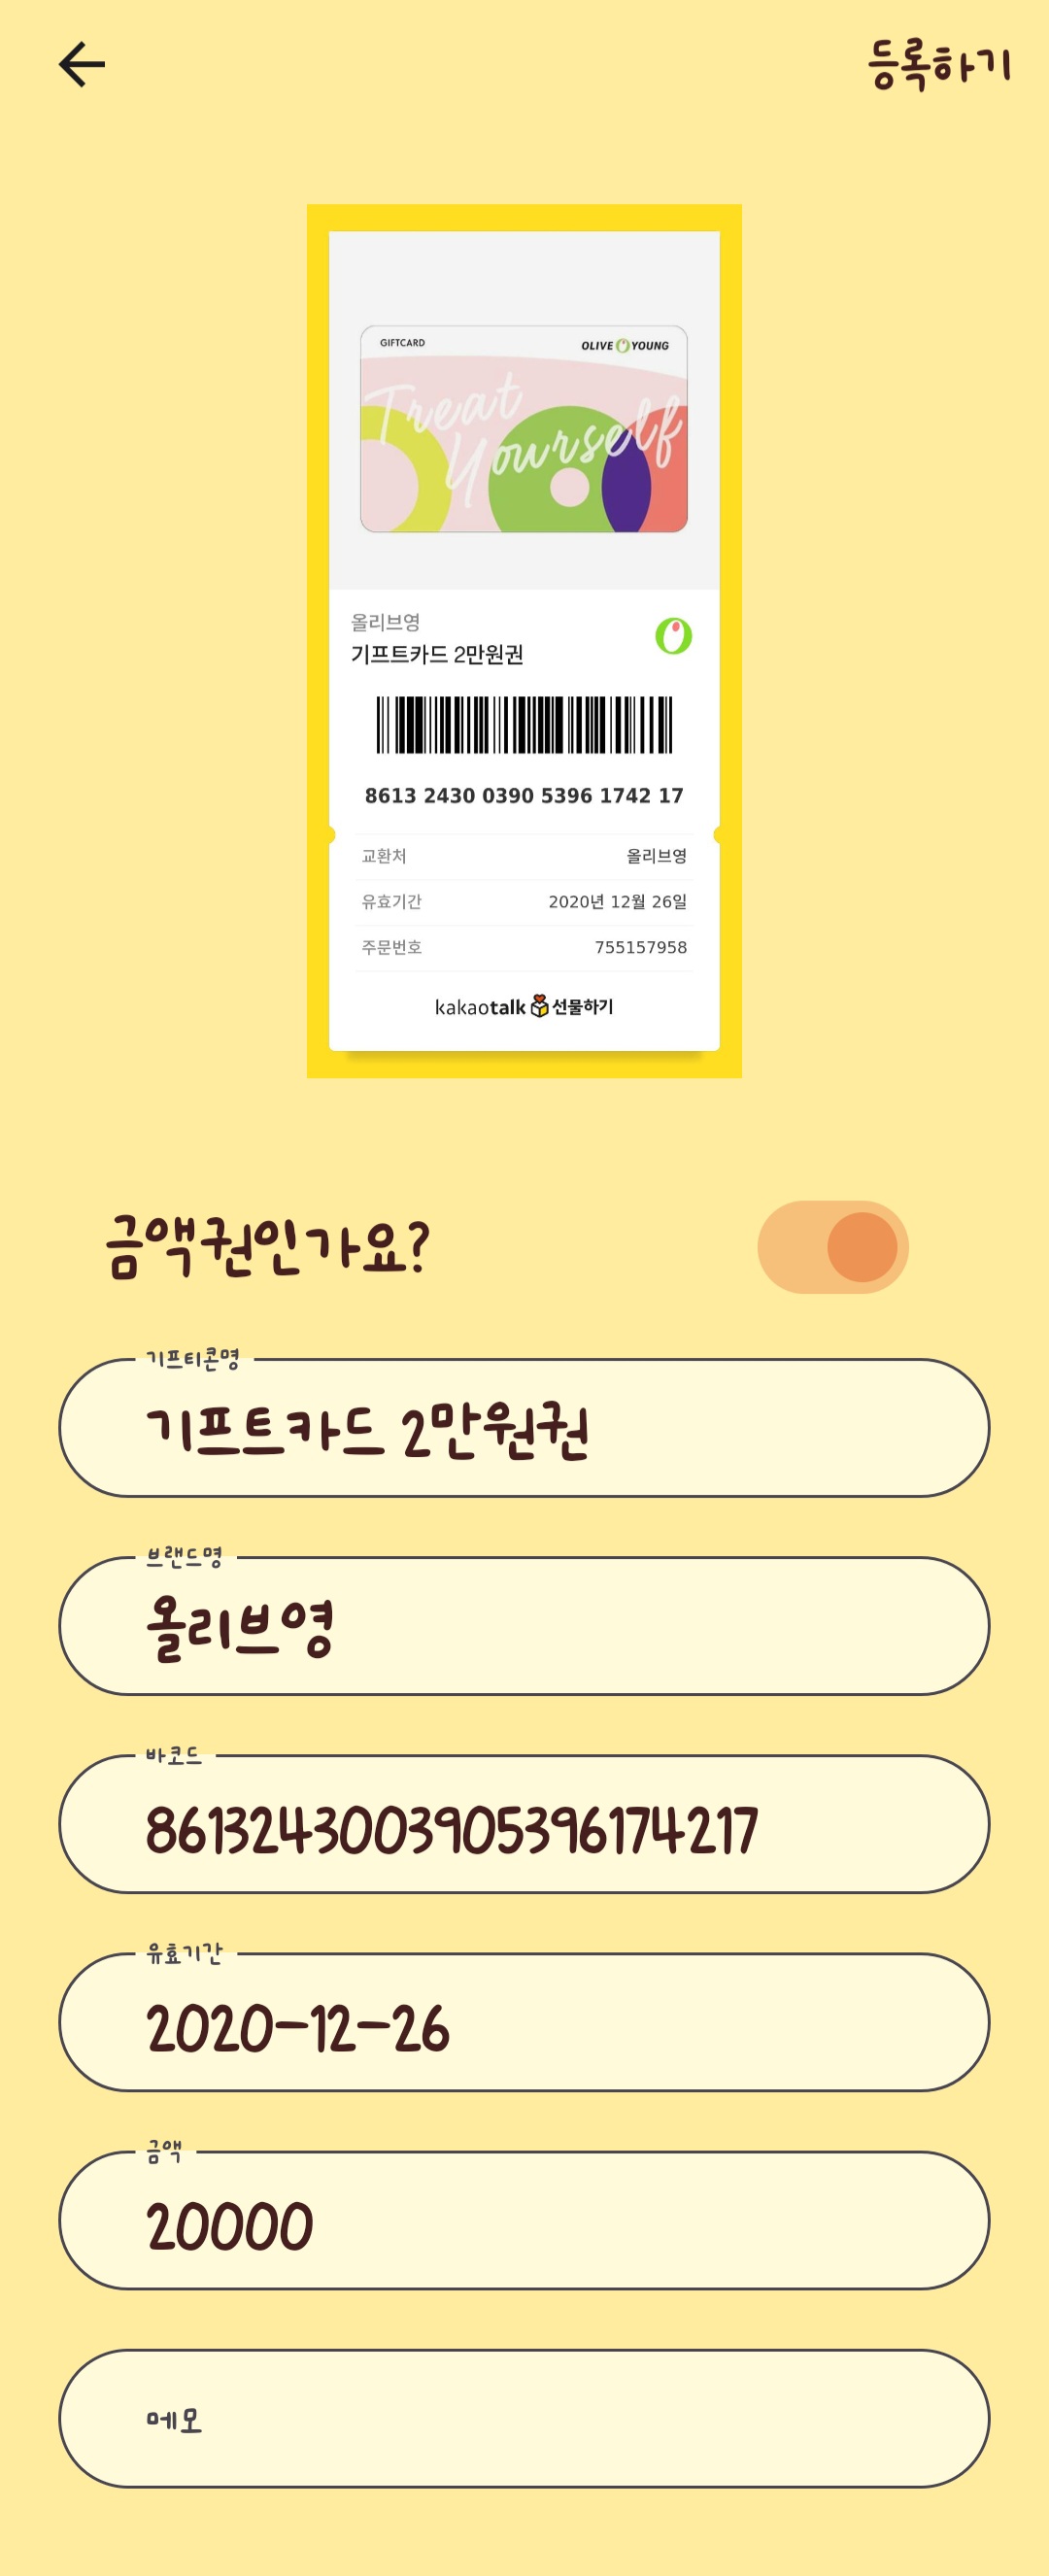 등록하기
GIFTCARD
OLIVE YOUNG
Treat
Yourself
올리브영
기프트카드 2만원권
8613 2430 0390 5396 1742 17
교환처 올리브영
유효기간 2020년 12월 26일
주문번호 755157958
kakaotalk 선물하기
금액권인가요?
기프티콘명
기프트카드 2만원권
브랜드명
올리브영
바코드
8613243003905396174217
유효기간
2020-12-26
금액
20000
메모